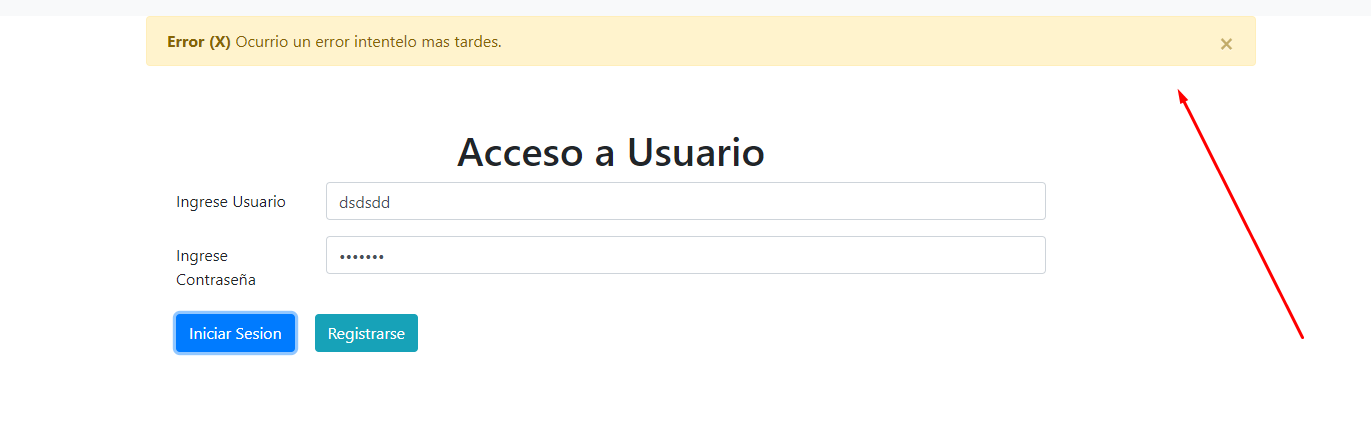 Error (X) Ocurrio un error intentelo mas tardes.
×
Acceso a Usuario
Ingrese Usuario
dsdsdd
Ingrese
Contraseña
•••••••
Iniciar Sesion
Registrarse